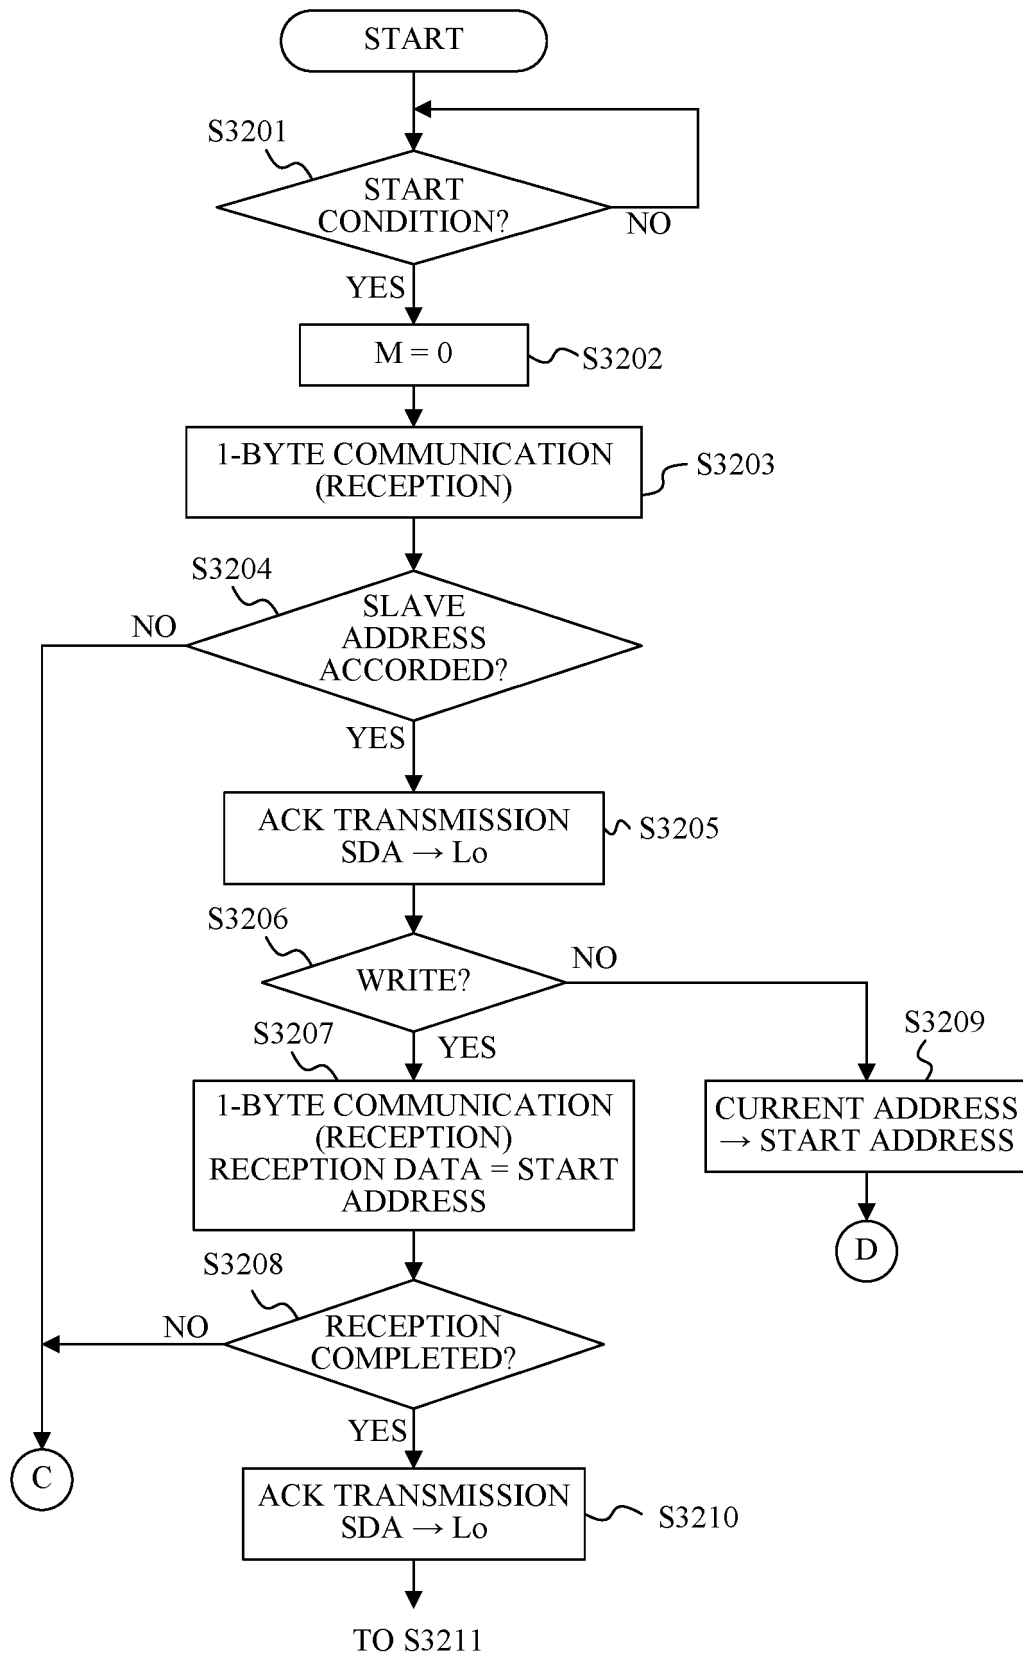 START
S3201
START
CONDITION?
NO
YES
M = 0
S3202
1-BYTE COMMUNICATION
(RECEPTION)
S3203
S3204
SLAVE
ADDRESS
ACCORDED?
NO
YES
ACK TRANSMISSION
SDA → Lo
S3205
S3206
WRITE?
NO
YES
S3207
1-BYTE COMMUNICATION
(RECEPTION)
RECEPTION DATA = START
ADDRESS
S3209
CURRENT ADDRESS
→ START ADDRESS
D
S3208
RECEPTION
COMPLETED?
NO
YES
C
ACK TRANSMISSION
SDA → Lo
S3210
TO S3211